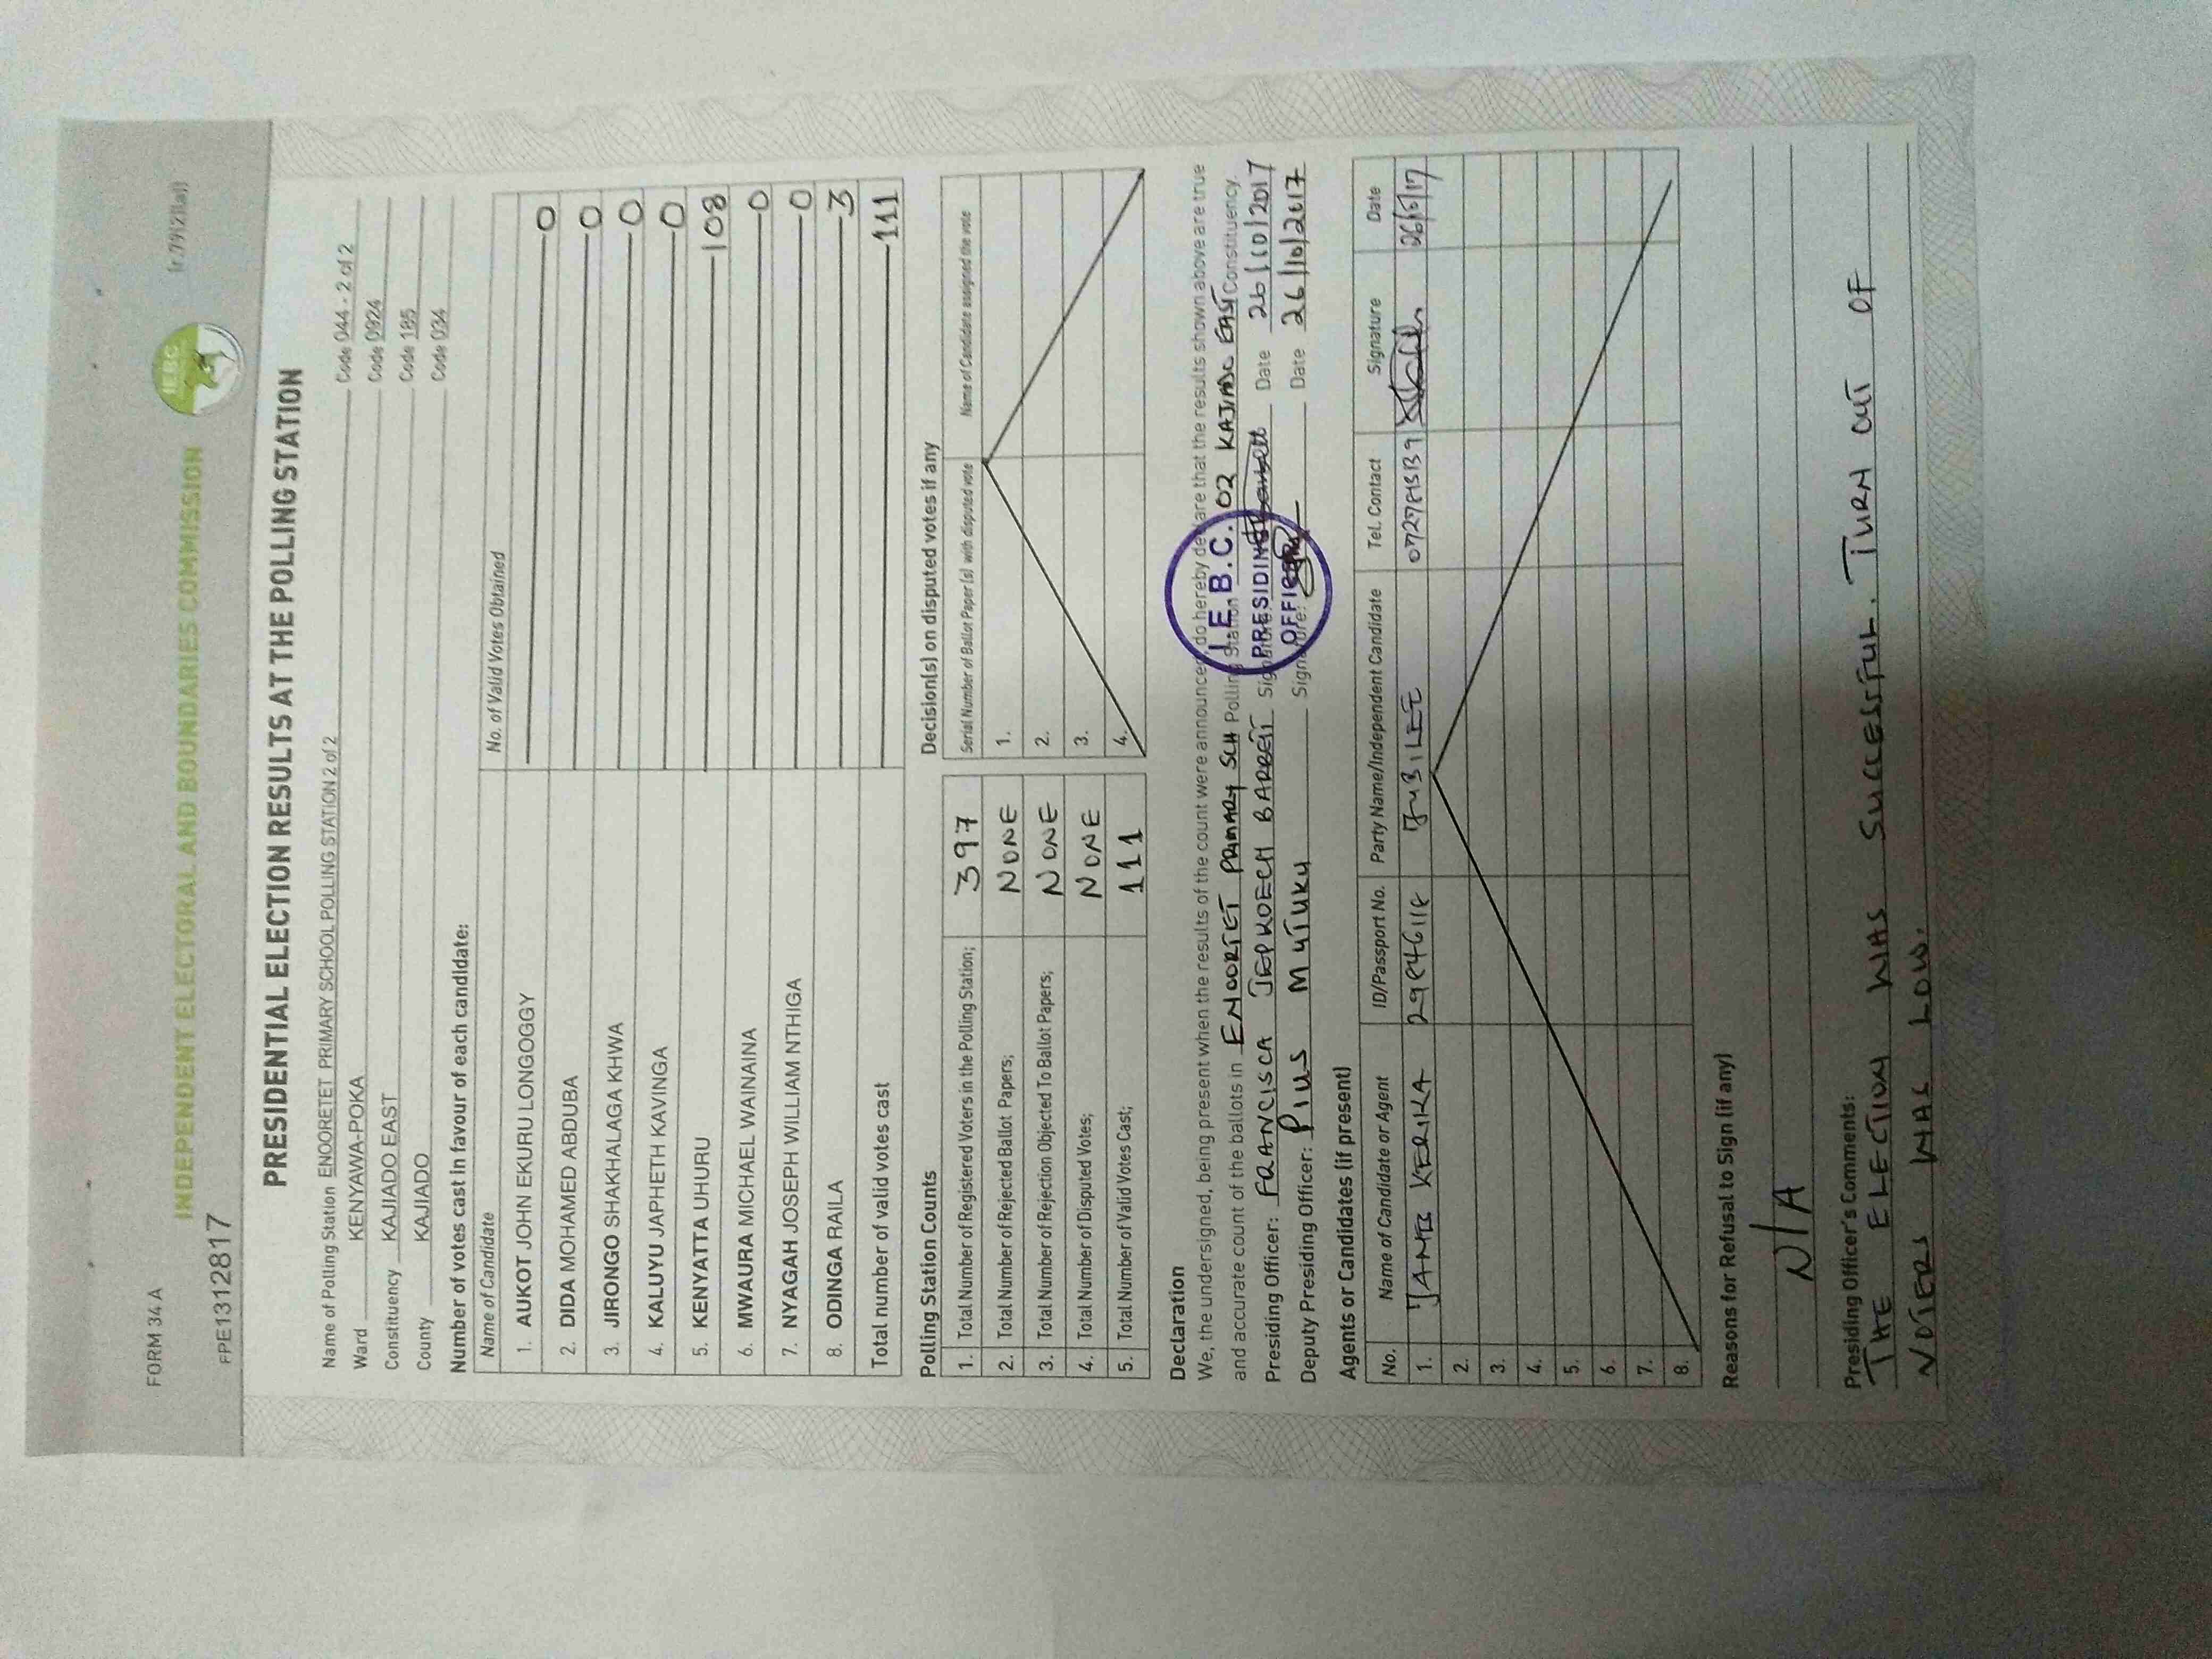 FORM 34 A
(r.79(2)(a))
INDEPENDENT ELECTORAL AND BOUNDARIES COMMISSION
IEBC
FPE1312817
PRESIDENTIAL ELECTION RESULTS AT THE POLLING STATION
Name of Polling Station ENOORETET PRIMARY SCHOOL POLLING STATION 2 of 2 Code 044 - 2 of 2
Ward KENYAWA-POKA Code 0924
Constituency KAJIADO EAST Code 185
County KAJIADO Code 034
Number of votes cast in favour of each candidate:
Name of Candidate No. of Valid Votes Obtained
1. AUKOT JOHN EKURU LONGOGGY 0
2. DIDA MOHAMED ABDUBA 0
3. JIRONGO SHAKHALAGA KHWA 0
4. KALUYU JAPHETH KAVINGA 0
5. KENYATTA UHURU 108
6. MWAURA MICHAEL WAINAINA 0
7. NYAGAH JOSEPH WILLIAM NTHIGA 0
8. ODINGA RAILA 3
Total number of valid votes cast 111
Polling Station Counts
1. Total Number of Registered Voters in the Polling Station; 397
2. Total Number of Rejected Ballot Papers; NONE
3. Total Number of Rejection Objected To Ballot Papers; NONE
4. Total Number of Disputed Votes; NONE
5. Total Number of Valid Votes Cast; 111
Decision(s) on disputed votes if any
Serial Number of Ballot Paper (s) with disputed vote Name of Candidate assigned the vote
1.
2.
3.
4.
Declaration
We, the undersigned, being present when the results of the count were announced, do hereby declare that the results shown above are true
and accurate count of the ballots in ENOORTET PRIMARY SCH Polling Station 02 KAJIADO EAST Constituency.
Presiding Officer: FRANCISCA JEPKOECH BARBETT Signature: Date 26/10/2017
Deputy Presiding Officer: PIUS MUTUKU Signature: Date 26/10/2017
I.E.B.C.
PRESIDING
OFFICER
Agents or Candidates (if present)
No. Name of Candidate or Agent ID/Passport No. Party Name/Independent Candidate Tel. Contact Signature Date
1. KERIKA JUBILEE
2.
3.
4.
5.
6.
7.
8.
Reasons for Refusal to Sign (if any)
N/A
Presiding Officer's Comments:
THE ELECTION WAS SUCCESSFUL. TURN OUT OF
VOTERS WAS LOW.